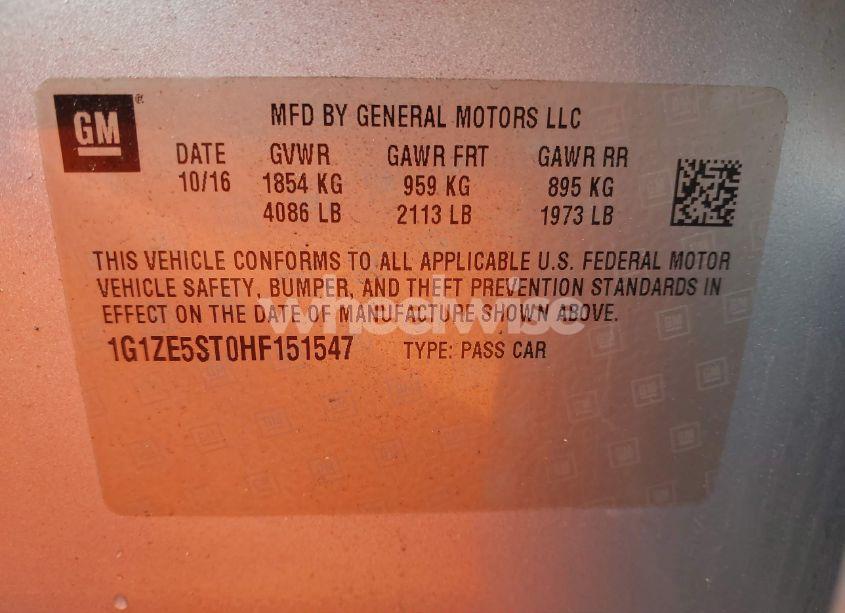 GM
MFD BY GENERAL MOTORS LLC
DATE GVWR GAWR FRT GAWR RR
10/16 1854 KG 959 KG 895 KG
4086 LB 2113 LB 1973 LB
THIS VEHICLE CONFORMS TO ALL APPLICABLE U.S. FEDERAL MOTOR
VEHICLE SAFETY, BUMPER, AND THEFT PREVENTION STANDARDS IN
EFFECT ON THE DATE OF MANUFACTURE SHOWN ABOVE.
wheelwise
1G1ZE5ST0HF151547 TYPE: PASS CAR